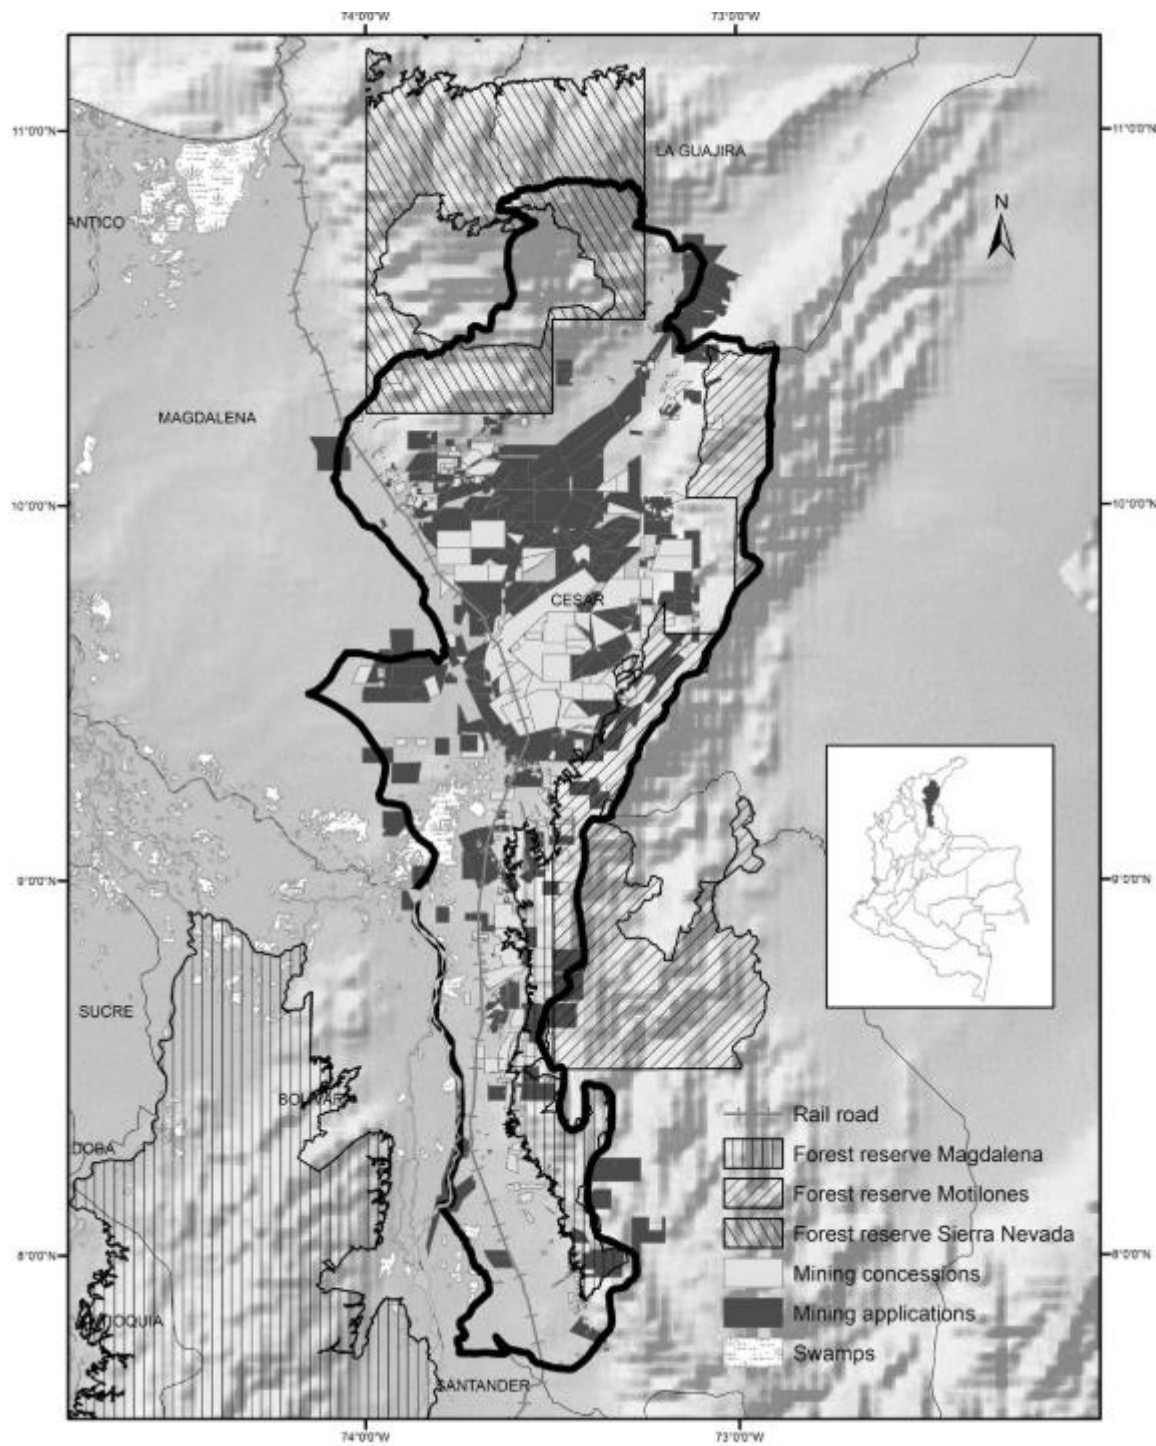 74°0'0"W
73°0'0"W
11°0'0"N
11°0'0"N
LA GUAJIRA
N
ANTICO
MAGDALENA
10°0'0"N
10°0'0"N
CESAR
9°0'0"N
9°0'0"N
SUCRE
BOLIVAR
Rail road
DOBA
Forest reserve Magdalena
Forest reserve Motilones
Forest reserve Sierra Nevada
8°0'0"N
8°0'0"N
Mining concessions
Mining applications
TIOQUIA
Swamps
SANTANDER
74°0'0"W
73°0'0"W